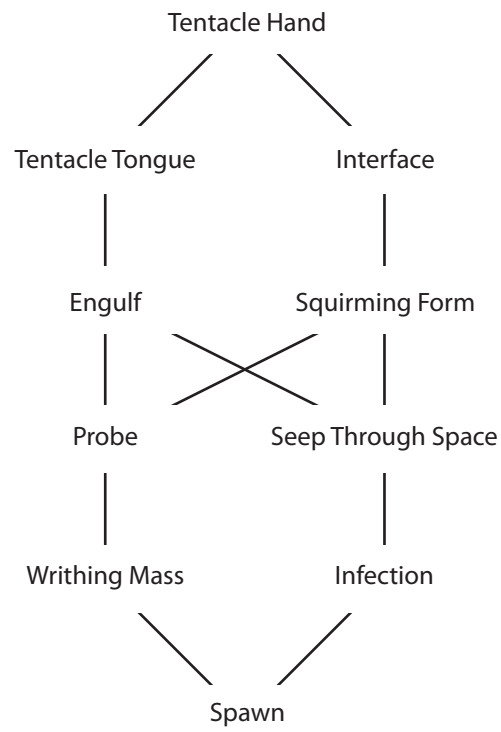 Tentacle Hand
Tentacle Tongue
Interface
Engulf
Squirming Form
Probe
Seep Through Space
Writhing Mass
Infection
Spawn